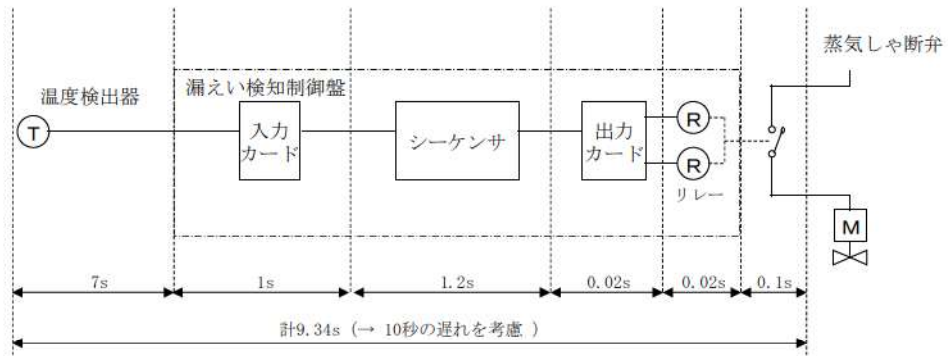 蒸気しゃ断弁
漏えい検知制御盤
温度検出器
T
入力
カード
シーケンサ
出力
カード
R
R
リレー
M
7s
1s
1.2s
0.02s
0.02s
0.1s
計9.34s (→ 10秒の遅れを考慮 )